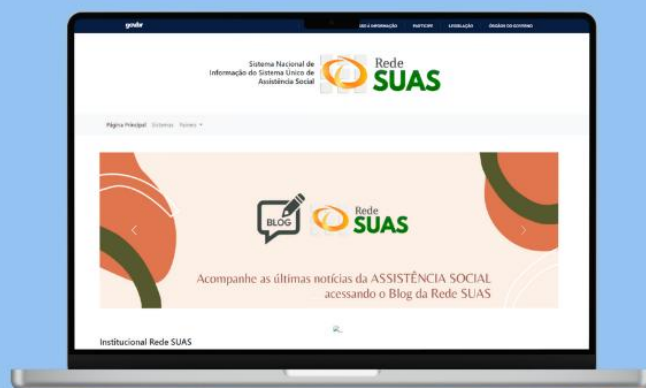 govbr
À INFORMAÇÃO PARTICIPE LEGISLAÇÃO ÓRGÃOS DO GOVERNO
Sistema Nacional de
Informação do Sistema Único de
Assistência Social
Rede
SUAS
Página Principal Sistemas Painéis
BLOG
Rede
SUAS
Acompanhe as últimas notícias da ASSISTÊNCIA SOCIAL
acessando o Blog da Rede SUAS
Institucional Rede SUAS